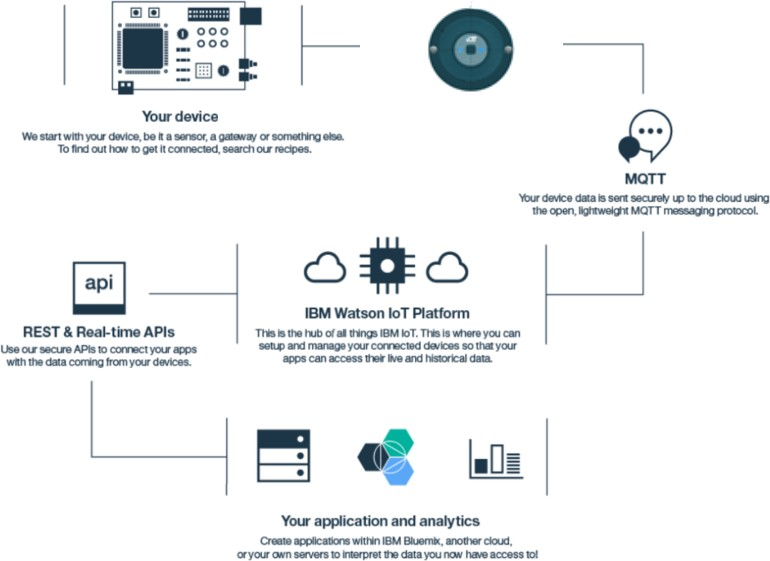 Your device
We start with your device, be it a sensor, a gateway or something else.
To find out how to get it connected, search our recipes.
MQTT
Your device data is sent securely up to the cloud using
the open, lightweight MQTT messaging protocol.
IBM Watson IoT Platform
This is the hub of all things IBM IoT. This is where you can
setup and manage your connected devices so that your
apps can access their live and historical data.
api
REST & Real-time APIs
Use our secure APIs to connect your apps
with the data coming from your devices.
Your application and analytics
Create applications within IBM Bluemix, another cloud,
or your own servers to interpret the data you now have access to!